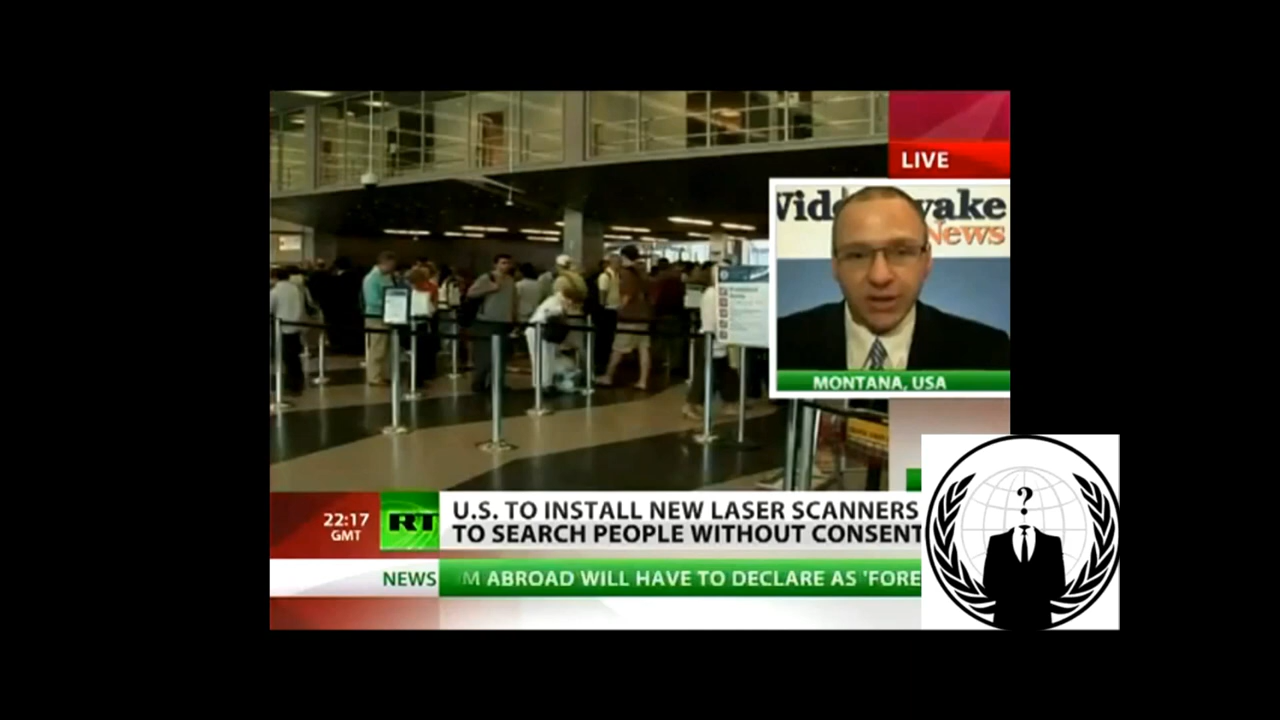 LIVE
News
MONTANA, USA
22:17
GMT
RT
U.S. TO INSTALL NEW LASER SCANNERS
TO SEARCH PEOPLE WITHOUT CONSENT
NEWS
M ABROAD WILL HAVE TO DECLARE AS 'FORE
?